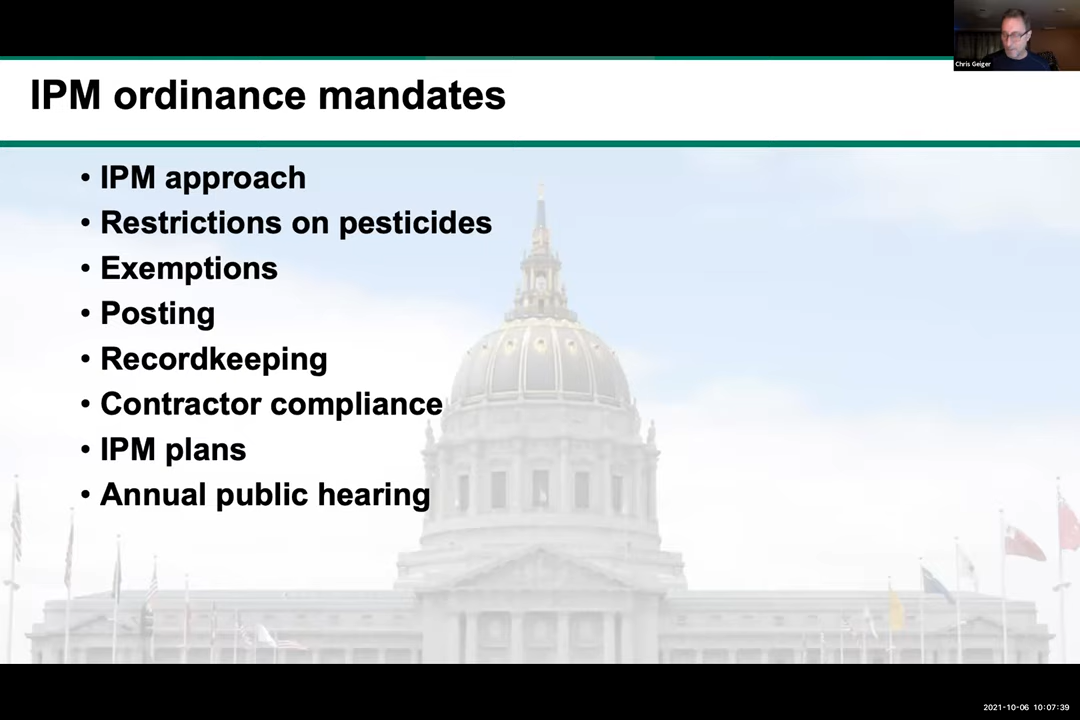 Chris Geiger
IPM ordinance mandates
• IPM approach
• Restrictions on pesticides
• Exemptions
• Posting
• Recordkeeping
• Contractor compliance
• IPM plans
• Annual public hearing
2021-10-06 10:07:39